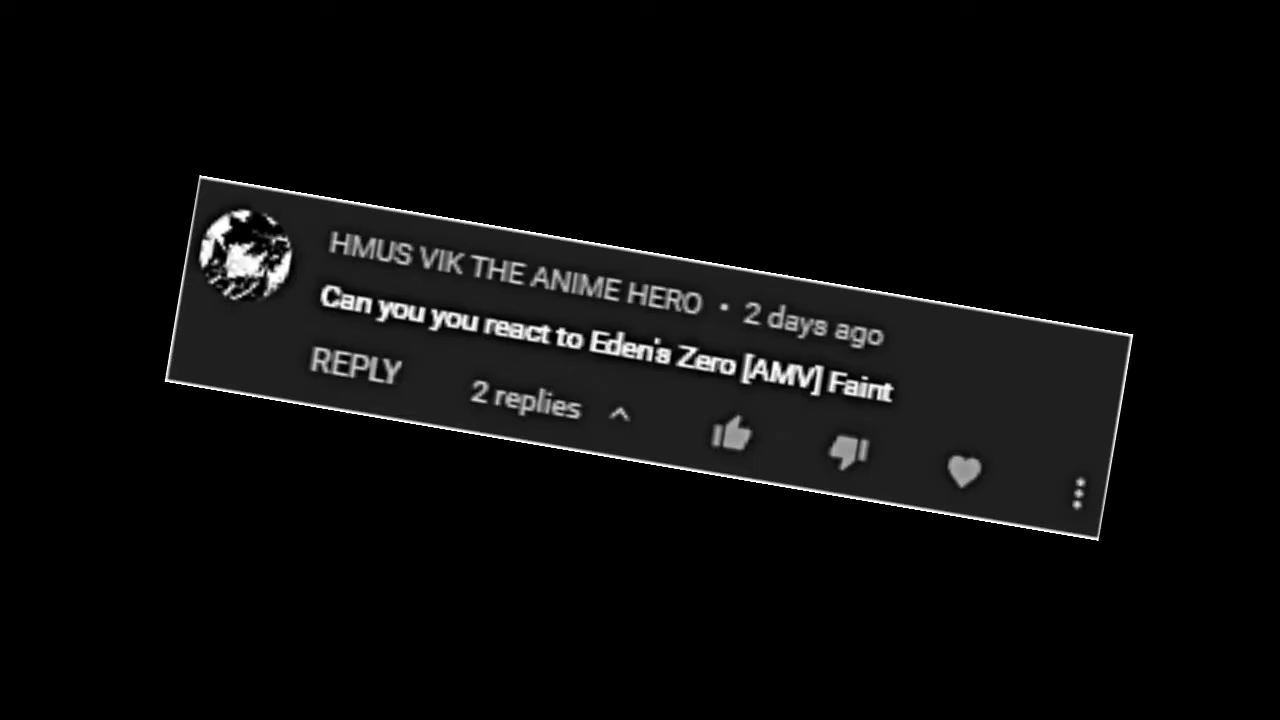 HMUS VIK THE ANIME HERO • 2 days ago
Can you you react to Eden's Zero [AMV] Faint
REPLY 2 replies